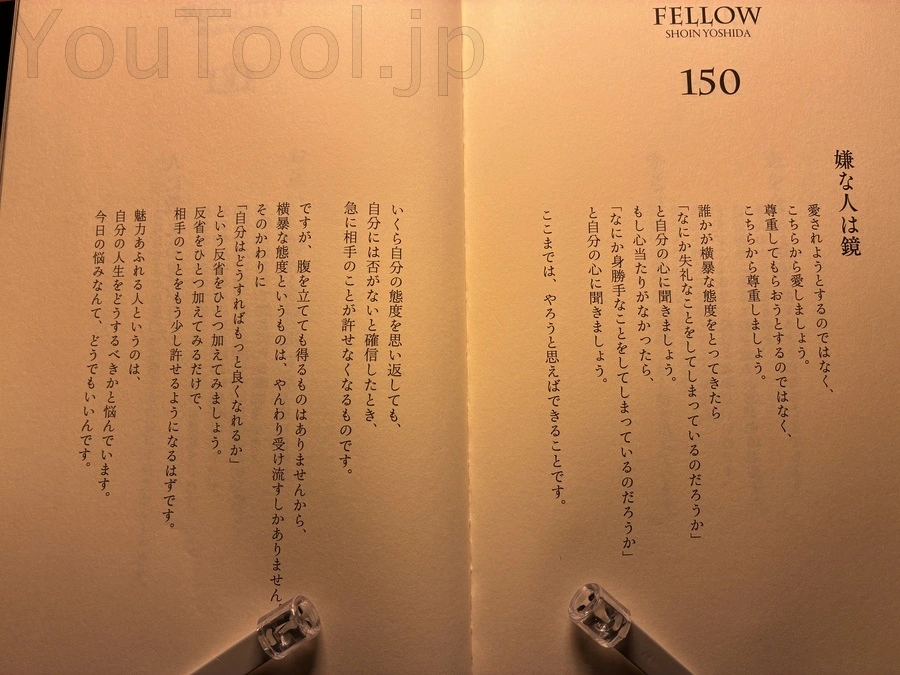 YouTool.jp
FELLOW
SHOIN YOSHIDA
150
嫌な人は鏡
愛されようとするのではなく、
こちらから愛しましょう。
尊重してもらおうとするのではなく、
こちらから尊重しましょう。
誰かが横暴な態度をとってきたら
「なにか失礼なことをしてしまっているのだろうか」
と自分の心に聞きましょう。
もし心当たりがなかったら、
「なにか身勝手なことをしてしまっているのだろうか」
と自分の心に聞きましょう。
ここまでは、やろうと思えばできることです。
いくら自分の態度を思い返しても、
自分には否がないと確信したとき、
急に相手のことが許せなくなるものです。
ですが、腹を立てても得るものはありませんから、
横暴な態度というものは、やんわり受け流すしかありません
そのかわりに
「自分はどうすればもっと良くなれるか」
という反省をひとつ加えてみましょう。
反省をひとつ加えてみるだけで、
相手のことをもう少し許せるようになるはずです。
魅力あふれる人というのは、
自分の人生をどうするべきかと悩んでいます。
今日の悩みなんて、どうでもいいんです。